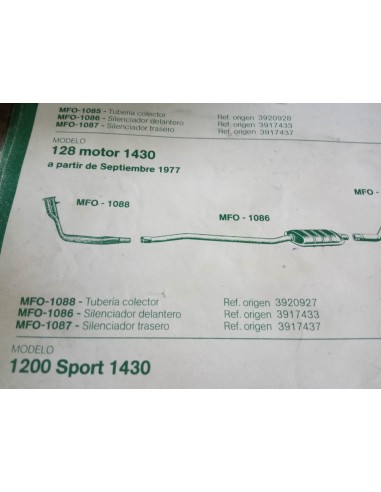 MFO-1085 - Tubería colector Ref. origen 3920928
MFO-1086 - Silenciador delantero Ref. origen 3917433
MFO-1087 - Silenciador trasero Ref. origen 3917437
MODELO
128 motor 1430
a partir de Septiembre 1977
MFO - 1088
MFO - 1086
MFO-1088 - Tubería colector Ref. origen 3920927
MFO-1086 - Silenciador delantero Ref. origen 3917433
MFO-1087 - Silenciador trasero Ref. origen 3917437
MODELO
1200 Sport 1430